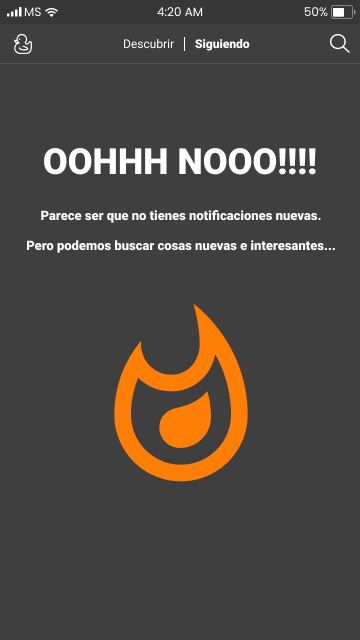 MS 4:20 AM 50%
Descubrir | Siguiendo
OOHHH NOOO!!!!
Parece ser que no tienes notificaciones nuevas.
Pero podemos buscar cosas nuevas e interesantes...